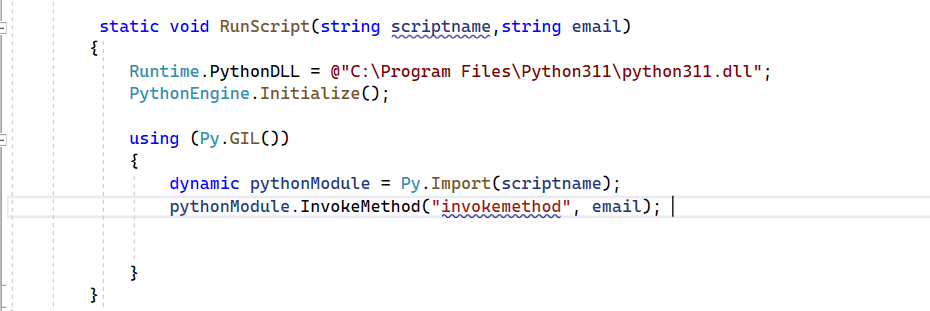 static void RunScript(string scriptname,string email)
{
Runtime.PythonDLL = @"C:\Program Files\Python311\python311.dll";
PythonEngine.Initialize();
using (Py.GIL())
{
dynamic pythonModule = Py.Import(scriptname);
pythonModule.InvokeMethod("invokemethod", email);
}
}